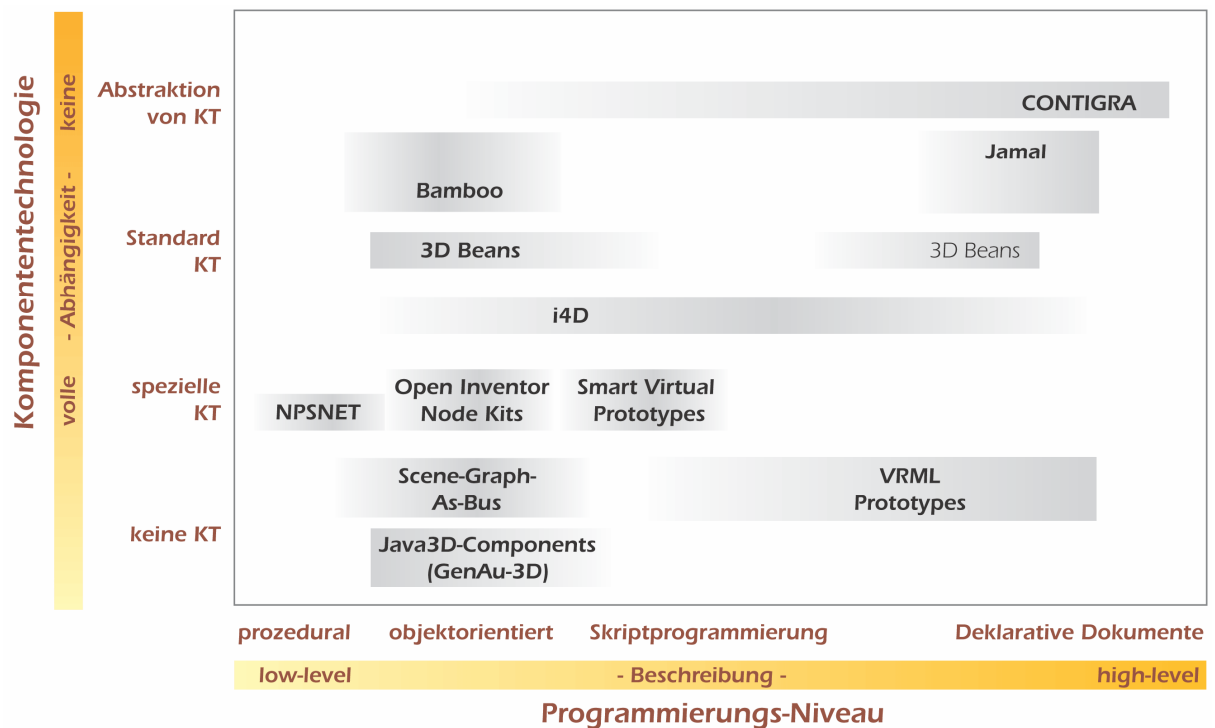 Komponententechnologie
volle - Abhängigkeit - keine
Abstraktion
von KT
CONTIGRA
Jamal
Bamboo
Standard
KT
3D Beans
3D Beans
i4D
spezielle
KT
NPSNET
Open Inventor
Node Kits
Smart Virtual
Prototypes
Scene-Graph-
As-Bus
VRML
Prototypes
keine KT
Java3D-Components
(GenAu-3D)
prozedural objektorientiert Skriptprogrammierung Deklarative Dokumente
low-level - Beschreibung - high-level
Programmierungs-Niveau